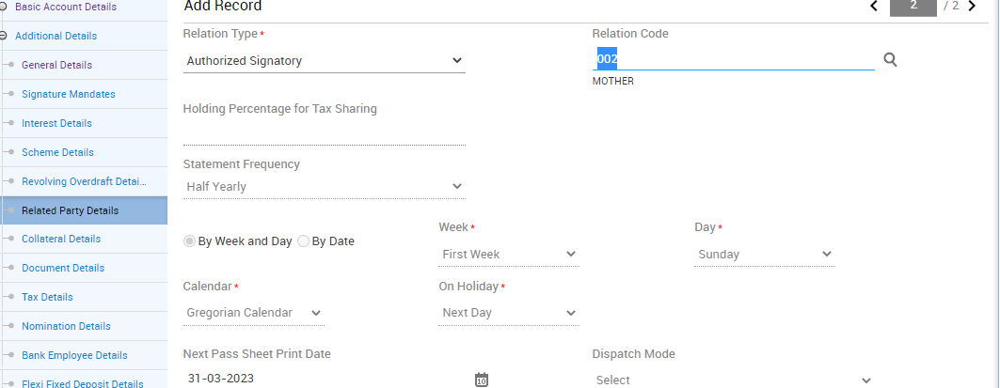 Basic Account Details
Additional Details
General Details
Signature Mandates
Interest Details
Scheme Details
Revolving Overdraft Detai...
Related Party Details
Collateral Details
Document Details
Tax Details
Nomination Details
Bank Employee Details
Flexi Fixed Deposit Details
Add Record
2 / 2
Relation Type *
Relation Code
Authorized Signatory
002
MOTHER
Holding Percentage for Tax Sharing
Statement Frequency
Half Yearly
By Week and Day By Date
Week *
Day *
First Week
Sunday
Calendar *
On Holiday *
Gregorian Calendar
Next Day
Next Pass Sheet Print Date
Dispatch Mode
31-03-2023
10
Select